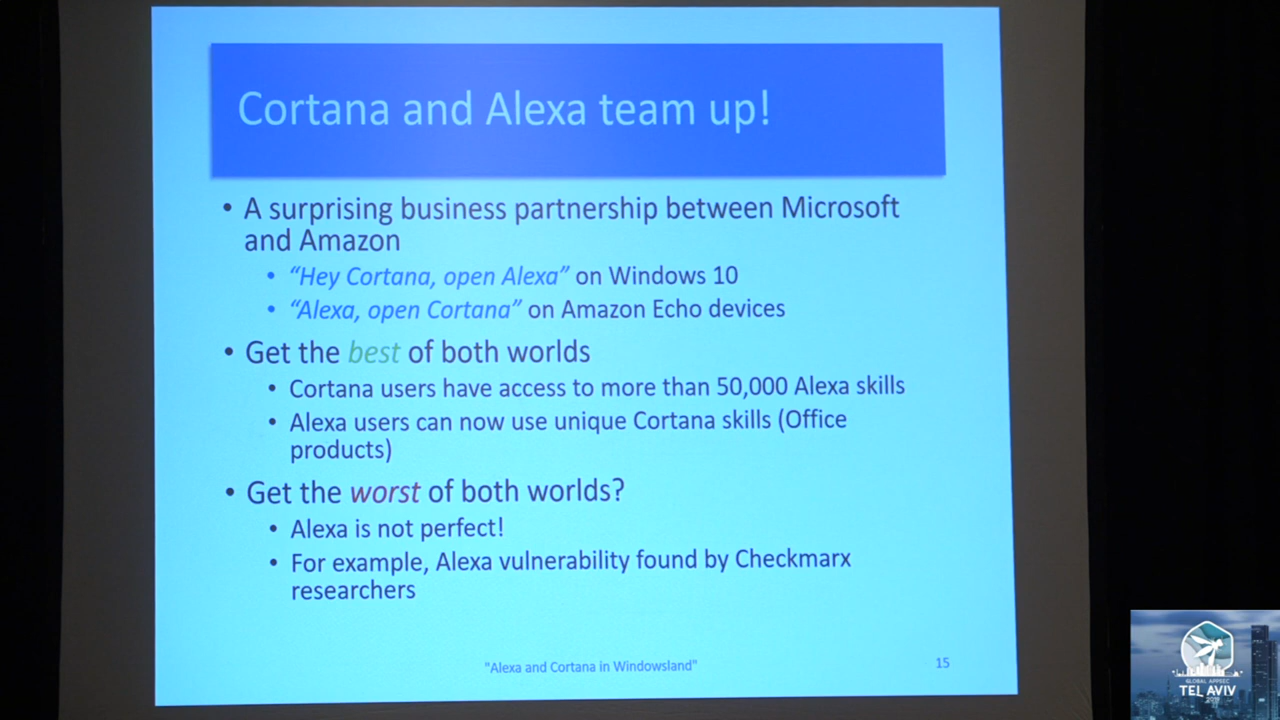 Cortana and Alexa team up!
• A surprising business partnership between Microsoft
and Amazon
• “Hey Cortana, open Alexa” on Windows 10
• “Alexa, open Cortana” on Amazon Echo devices
• Get the best of both worlds
• Cortana users have access to more than 50,000 Alexa skills
• Alexa users can now use unique Cortana skills (Office
products)
• Get the worst of both worlds?
• Alexa is not perfect!
• For example, Alexa vulnerability found by Checkmarx
researchers
"Alexa and Cortana in Windowsland"
15
GLOBAL APPSEC
TEL AVIV